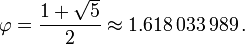 φ = (1 + √5) / 2 ≈ 1.618 033 989 .